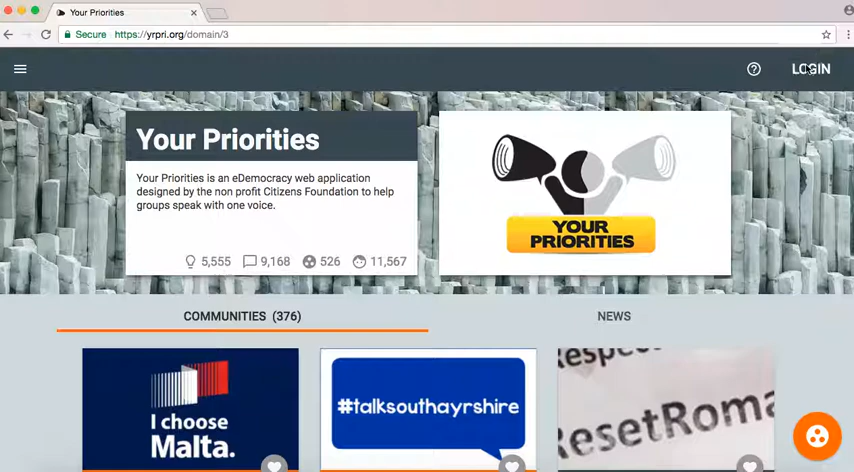 Your Priorities
Secure https://yrpri.org/domain/3
LOGIN
Your Priorities
Your Priorities is an eDemocracy web application
designed by the non profit Citizens Foundation to help
groups speak with one voice.
5,555 9,168 526 11,567
YOUR
PRIORITIES
COMMUNITIES (376) NEWS
I choose
Malta.
#talksouthayrshire
Respec
ResetRoma